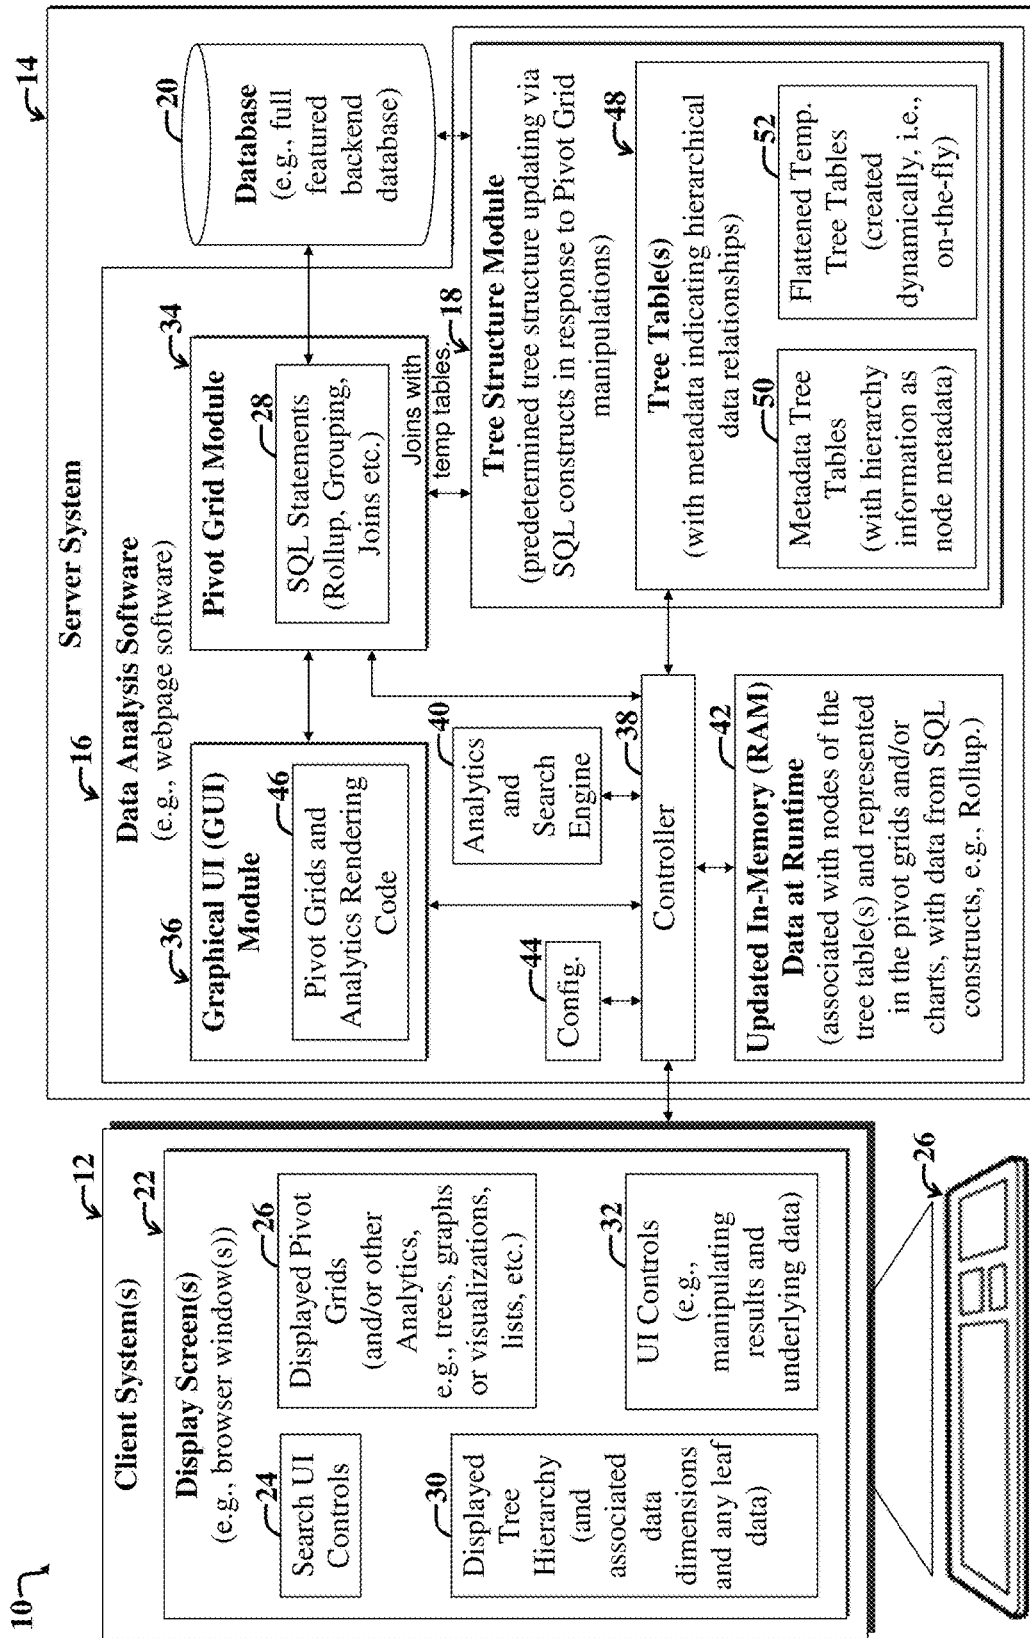 10
Client System(s)
12
Display Screen(s)
22
(e.g., browser window(s))
Search UI
Controls
24
Displayed Pivot
Grids
(and/or other
Analytics,
e.g., trees, graphs
or visualizations,
lists, etc.)
26
Displayed
Tree
Hierarchy (and
associated data
dimensions
and any leaf
data)
30
UI Controls
(e.g.,
manipulating
results and
underlying data)
32
26
Server System
14
16
Data Analysis Software
(e.g., webpage software)
36
Graphical UI (GUI)
Module
46
Pivot Grids and
Analytics Rendering
Code
34
Pivot Grid Module
28
SQL Statements
(Rollup, Grouping,
Joins etc.)
Joins with
temp tables.
20
Database
(e.g., full
featured
backend
database)
44
Config.
40
Analytics
and
Search
Engine
38
Controller
42
Updated In-Memory (RAM)
Data at Runtime
(associated with nodes of the
tree table(s) and represented
in the pivot grids and/or
charts, with data from SQL
constructs, e.g., Rollup.)
18
Tree Structure Module
(predetermined tree structure updating via
SQL constructs in response to Pivot Grid
manipulations)
48
Tree Table(s)
(with metadata indicating hierarchical
data relationships)
50
Metadata Tree
Tables
(with hierarchy
information as
node metadata)
52
Flattened Temp.
Tree Tables
(created
dynamically, i.e.,
on-the-fly)